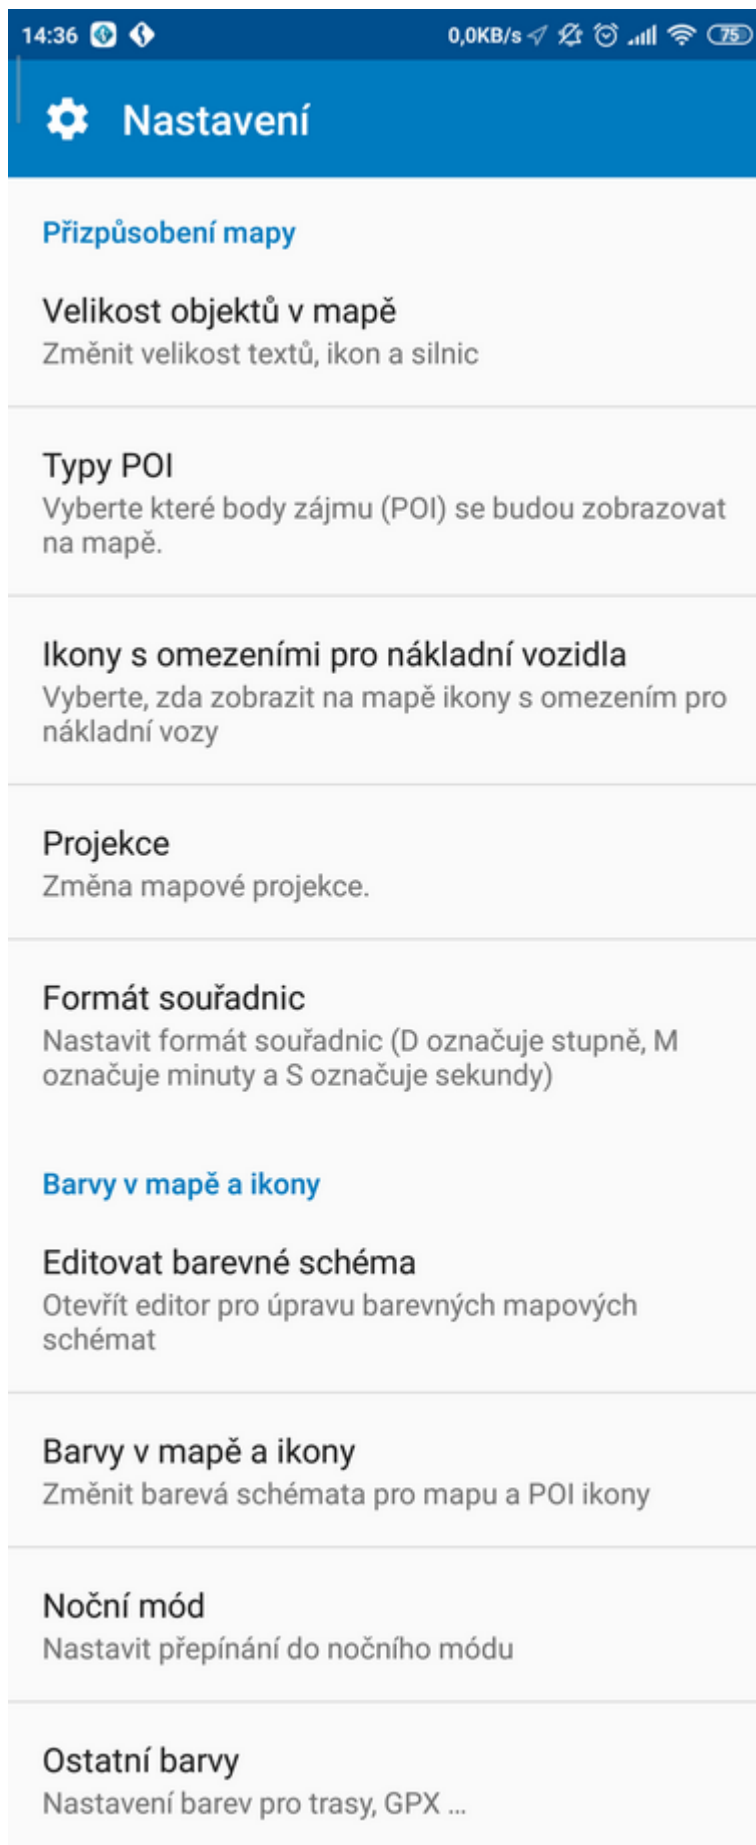 14:36 0,0KB/s 75
Nastavení
Přizpůsobení mapy
Velikost objektů v mapě
Změnit velikost textů, ikon a silnic
Typy POI
Vyberte které body zájmu (POI) se budou zobrazovat
na mapě.
Ikony s omezeními pro nákladní vozidla
Vyberte, zda zobrazit na mapě ikony s omezením pro
nákladní vozy
Projekce
Změna mapové projekce.
Formát souřadnic
Nastavit formát souřadnic (D označuje stupně, M
označuje minuty a S označuje sekundy)
Barvy v mapě a ikony
Editovat barevné schéma
Otevřít editor pro úpravu barevných mapových
schémat
Barvy v mapě a ikony
Změnit barevá schémata pro mapu a POI ikony
Noční mód
Nastavit přepínání do nočního módu
Ostatní barvy
Nastavení barev pro trasy, GPX …